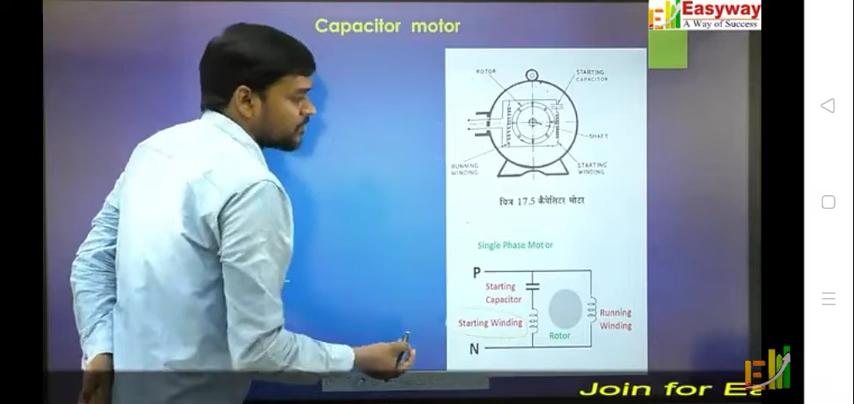 Capacitor motor
Easyway
A Way of Success
ROTOR
STARTING
CAPACITOR
SHAFT
RUNNING
WINDING
STARTING
WINDING
चित्र 17.5 कैपेसिटर मोटर
Single Phase Motor
P
Starting
Capacitor
Starting Winding
Rotor
Running
Winding
N
Join for Ea